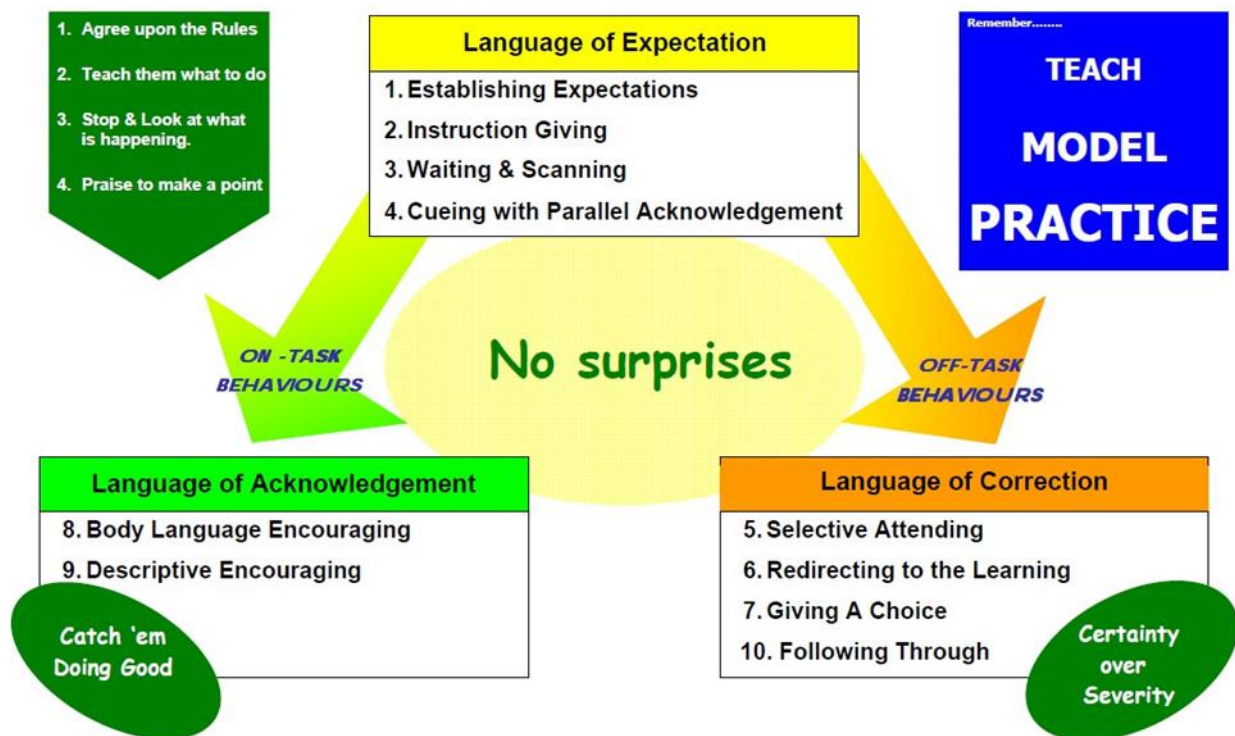 1. Agree upon the Rules
2. Teach them what to do
3. Stop & Look at what
is happening.
4. Praise to make a point
Language of Expectation
1. Establishing Expectations
2. Instruction Giving
3. Waiting & Scanning
4. Cueing with Parallel Acknowledgement
Remember........
TEACH
MODEL
PRACTICE
ON -TASK
BEHAVIOURS
No surprises
OFF-TASK
BEHAVIOURS
Language of Acknowledgement
8. Body Language Encouraging
9. Descriptive Encouraging
Catch ‘em
Doing Good
Language of Correction
5. Selective Attending
6. Redirecting to the Learning
7. Giving A Choice
10. Following Through
Certainty
over
Severity